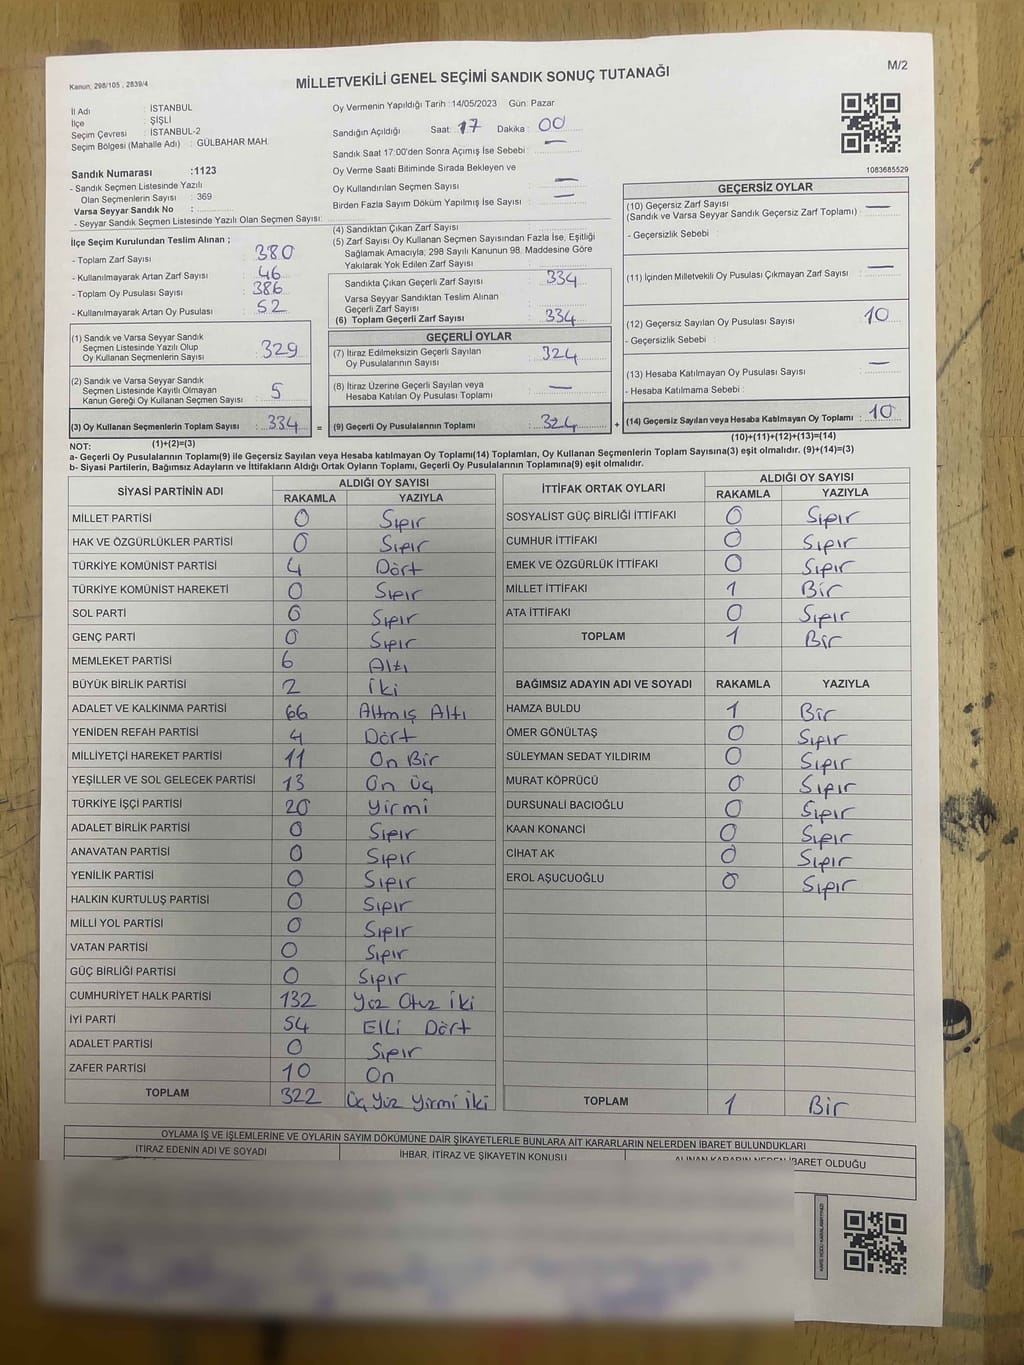 Kanun, 298/105 , 2839/4
MİLLETVEKİLİ GENEL SEÇİMİ SANDIK SONUÇ TUTANAĞI
M/2
İl Adı : İSTANBUL
İlçe : ŞİŞLİ
Seçim Çevresi : İSTANBUL-2
Seçim Bölgesi (Mahalle Adı) : GÜLBAHAR MAH.
Oy Vermenin Yapıldığı Tarih :14/05/2023 Gün: Pazar
Sandığın Açıldığı Saat: 17 Dakika : 00
Sandık Saat 17:00'den Sonra Açımış İse Sebebi : —
Oy Verme Saati Bitiminde Sırada Bekleyen ve
Oy Kullandırılan Seçmen Sayısı —
Birden Fazla Sayım Döküm Yapılmış İse Sayısı : —
1083685529
Sandık Numarası :1123
- Sandık Seçmen Listesinde Yazılı
Olan Seçmenlerin Sayısı : 369
Varsa Seyyar Sandık No :
- Seyyar Sandık Seçmen Listesinde Yazılı Olan Seçmen Sayısı:
İlçe Seçim Kurulundan Teslim Alınan ;
- Toplam Zarf Sayısı : 380
- Kullanılmayarak Artan Zarf Sayısı : 46
- Toplam Oy Pusulası Sayısı : 386
- Kullanılmayarak Artan Oy Pusulası : 52
(1) Sandık ve Varsa Seyyar Sandık
Seçmen Listesinde Yazılı Olup
Oy Kullanan Seçmenlerin Sayısı : 329
(2) Sandık ve Varsa Seyyar Sandık
Seçmen Listesinde Kayıtlı Olmayan
Kanun Gereği Oy Kullanan Seçmen Sayısı : 5
(3) Oy Kullanan Seçmenlerin Toplam Sayısı : 334 =
(4) Sandıktan Çıkan Zarf Sayısı :
(5) Zarf Sayısı Oy Kullanan Seçmen Sayısından Fazla İse, Eşitliği
Sağlamak Amacıyla, 298 Sayılı Kanunun 98. Maddesine Göre
Yakılarak Yok Edilen Zarf Sayısı :
Sandıkta Çıkan Geçerli Zarf Sayısı : 334
Varsa Seyyar Sandıktan Teslim Alınan
Geçerli Zarf Sayısı :
(6) Toplam Geçerli Zarf Sayısı : 334
GEÇERLİ OYLAR
(7) İtiraz Edilmeksizin Geçerli Sayılan
Oy Pusulalarının Sayısı : 324
(8) İtiraz Üzerine Geçerli Sayılan veya
Hesaba Katılan Oy Pusulası Toplamı : —
(9) Geçerli Oy Pusulalarının Toplamı : 324 +
GEÇERSİZ OYLAR
(10) Geçersiz Zarf Sayısı —
(Sandık ve Varsa Seyyar Sandık Geçersiz Zarf Toplamı) :
- Geçersizlik Sebebi :
(11) İçinden Milletvekili Oy Pusulası Çıkmayan Zarf Sayısı : —
(12) Geçersiz Sayılan Oy Pusulası Sayısı : 10
- Geçersizlik Sebebi :
(13) Hesaba Katılmayan Oy Pusulası Sayısı : —
- Hesaba Katılmama Sebebi :
(14) Geçersiz Sayılan veya Hesaba Katılmayan Oy Toplamı : 10
NOT: (1)+(2)=(3)
(10)+(11)+(12)+(13)=(14)
a- Geçerli Oy Pusulalarının Toplamı(9) ile Geçersiz Sayılan veya Hesaba katılmayan Oy Toplamı(14) Toplamları, Oy Kullanan Seçmenlerin Toplam Sayısına(3) eşit olmalıdır. (9)+(14)=(3)
b- Siyasi Partilerin, Bağımsız Adayların ve İttifakların Aldığı Ortak Oyların Toplamı, Geçerli Oy Pusulalarının Toplamına(9) eşit olmalıdır.
SİYASİ PARTİNİN ADI ALDIĞI OY SAYISI
RAKAMLA YAZIYLA
MİLLET PARTİSİ 0 Sıfır
HAK VE ÖZGÜRLÜKLER PARTİSİ 0 Sıfır
TÜRKİYE KOMÜNİST PARTİSİ 4 Dört
TÜRKİYE KOMÜNİST HAREKETİ 0 Sıfır
SOL PARTİ 0 Sıfır
GENÇ PARTİ 0 Sıfır
MEMLEKET PARTİSİ 6 Altı
BÜYÜK BİRLİK PARTİSİ 2 İki
ADALET VE KALKINMA PARTİSİ 66 Altmış Altı
YENİDEN REFAH PARTİSİ 4 Dört
MİLLİYETÇİ HAREKET PARTİSİ 11 On Bir
YEŞİLLER VE SOL GELECEK PARTİSİ 13 On üç
TÜRKİYE İŞÇİ PARTİSİ 20 Yirmi
ADALET BİRLİK PARTİSİ 0 Sıfır
ANAVATAN PARTİSİ 0 Sıfır
YENİLİK PARTİSİ 0 Sıfır
HALKIN KURTULUŞ PARTİSİ 0 Sıfır
MİLLİ YOL PARTİSİ 0 Sıfır
VATAN PARTİSİ 0 Sıfır
GÜÇ BİRLİĞİ PARTİSİ 0 Sıfır
CUMHURİYET HALK PARTİSİ 132 Yüz Otuz İki
İYİ PARTİ 54 Elli Dört
ADALET PARTİSİ 0 Sıfır
ZAFER PARTİSİ 10 On
TOPLAM 322 Üç Yüz Yirmi İki
İTTİFAK ORTAK OYLARI ALDIĞI OY SAYISI
RAKAMLA YAZIYLA
SOSYALİST GÜÇ BİRLİĞİ İTTİFAKI 0 Sıfır
CUMHUR İTTİFAKI 0 Sıfır
EMEK VE ÖZGÜRLÜK İTTİFAKI 0 Sıfır
MİLLET İTTİFAKI 1 Bir
ATA İTTİFAKI 0 Sıfır
TOPLAM 1 Bir
BAĞIMSIZ ADAYIN ADI VE SOYADI RAKAMLA YAZIYLA
HAMZA BULDU 1 Bir
ÖMER GÖNÜLTAŞ 0 Sıfır
SÜLEYMAN SEDAT YILDIRIM 0 Sıfır
MURAT KÖPRÜCÜ 0 Sıfır
DURSUNALİ BACIOĞLU 0 Sıfır
KAAN KONANCİ 0 Sıfır
CİHAT AK 0 Sıfır
EROL AŞUCUOĞLU 0 Sıfır
TOPLAM 1 Bir
OYLAMA İŞ VE İŞLEMLERİNE VE OYLARIN SAYIM DÖKÜMÜNE DAİR ŞİKAYETLERLE BUNLARA AİT KARARLARIN NELERDEN İBARET BULUNDUKLARI
İTİRAZ EDENİN ADI VE SOYADI İHBAR, İTİRAZ VE ŞİKAYETİN KONUSU ALINAN KARARIN NEDEN İBARET OLDUĞU